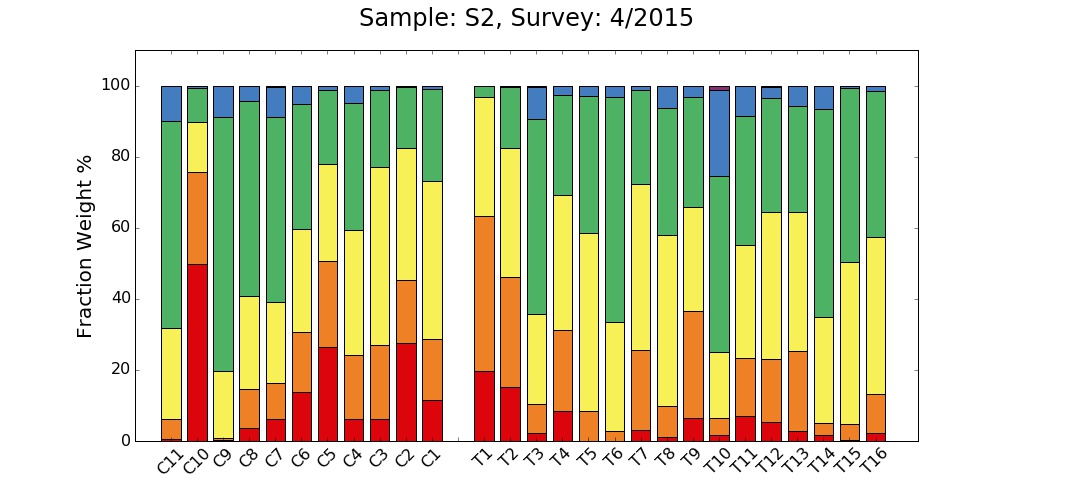 Sample: S2, Survey: 4/2015
Fraction Weight %
100
80
60
40
20
0
C11 C10 C9 C8 C7 C6 C5 C4 C3 C2 C1 T1 T2 T3 T4 T5 T6 T7 T8 T9 T10 T11 T12 T13 T14 T15 T16